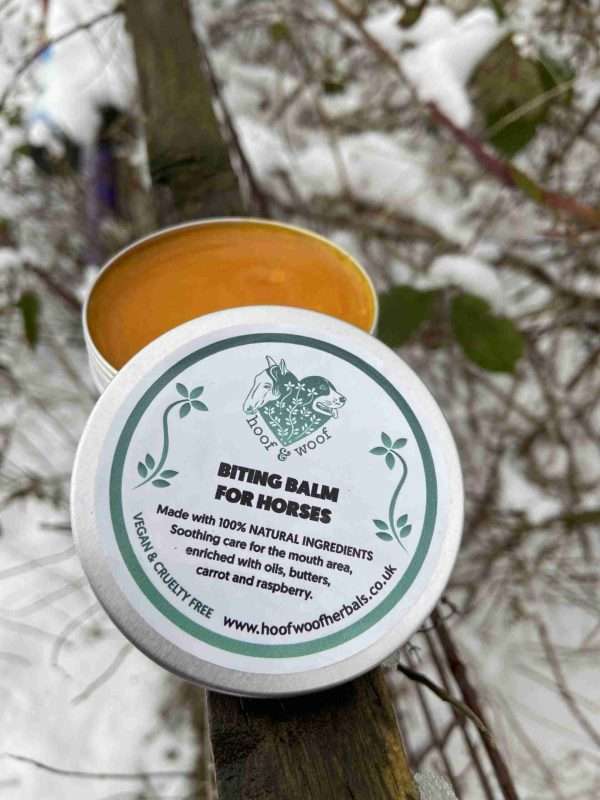 hoof & woof
BITING BALM
FOR HORSES
Made with 100% NATURAL INGREDIENTS
Soothing care for the mouth area,
enriched with oils, butters,
carrot and raspberry.
VEGAN & CRUELTY FREE
www.hoofwoofherbals.co.uk